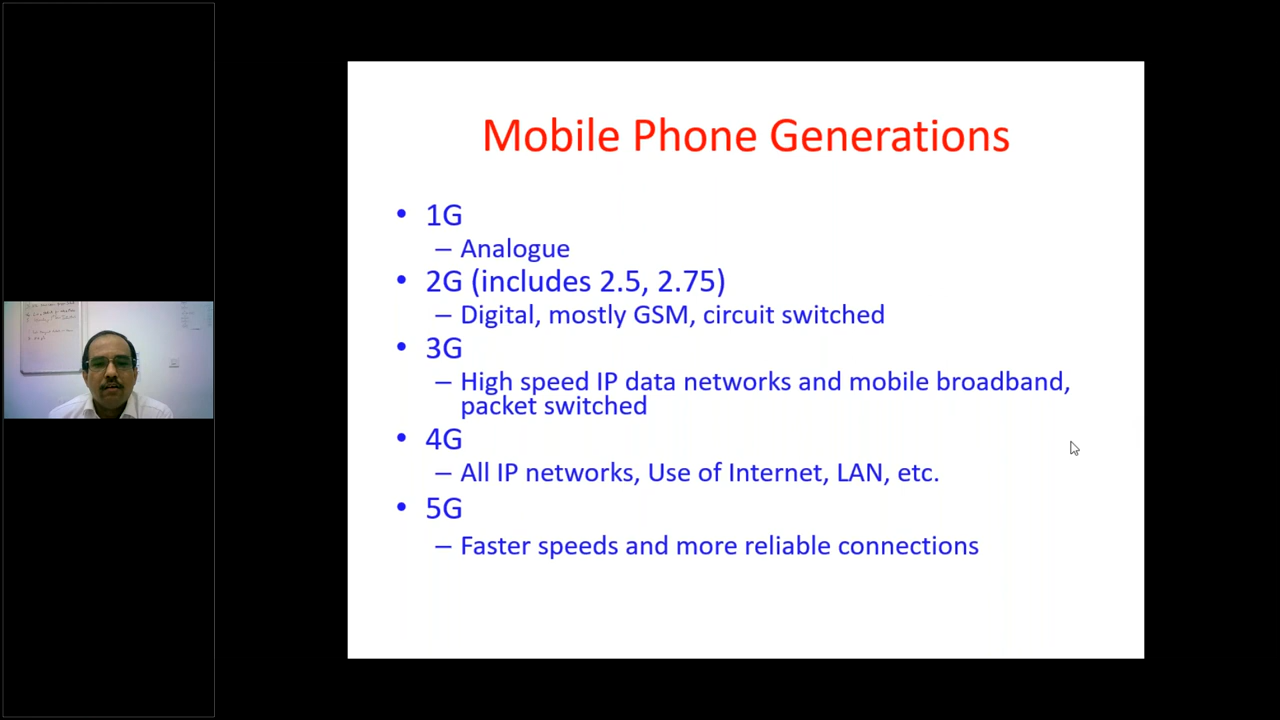 Mobile Phone Generations
• 1G
– Analogue
• 2G (includes 2.5, 2.75)
– Digital, mostly GSM, circuit switched
• 3G
– High speed IP data networks and mobile broadband,
packet switched
• 4G
– All IP networks, Use of Internet, LAN, etc.
• 5G
– Faster speeds and more reliable connections